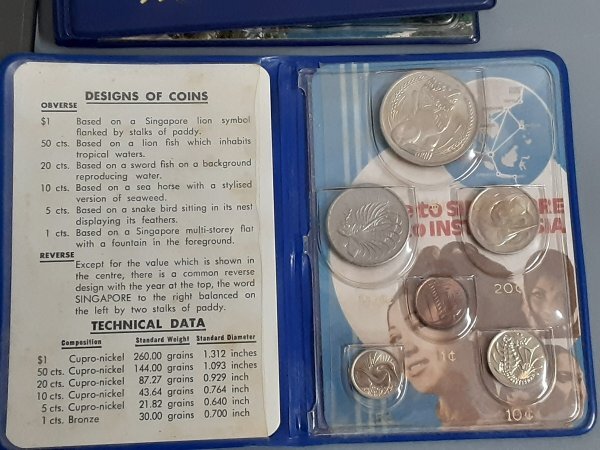 DESIGNS OF COINS
OBVERSE
$1 Based on a Singapore lion symbol
flanked by stalks of paddy.
50 cts. Based on a lion fish which inhabits
tropical waters.
20 cts. Based on a sword fish on a background
reproducing water.
10 cts. Based on a sea horse with a stylised
version of seaweed.
5 cts. Based on a snake bird sitting in its nest
displaying its feathers.
1 cts. Based on a Singapore multi-storey flat
with a fountain in the foreground.
REVERSE
Except for the value which is shown in
the centre, there is a common reverse
design with the year at the top, the word
SINGAPORE to the right balanced on
the left by two stalks of paddy.
TECHNICAL DATA
Composition Standard Weight Standard Diameter
$1 Cupro-nickel 260.00 grains 1.312 inches
50 cts. Cupro-nickel 144.00 grains 1.093 inches
20 cts. Cupro-nickel 87.27 grains 0.929 inch
10 cts. Cupro-nickel 43.64 grains 0.764 inch
5 cts. Cupro-nickel 21.82 grains 0.640 inch
1 cts. Bronze 30.00 grains 0.700 inch
to
20¢
1¢
10¢